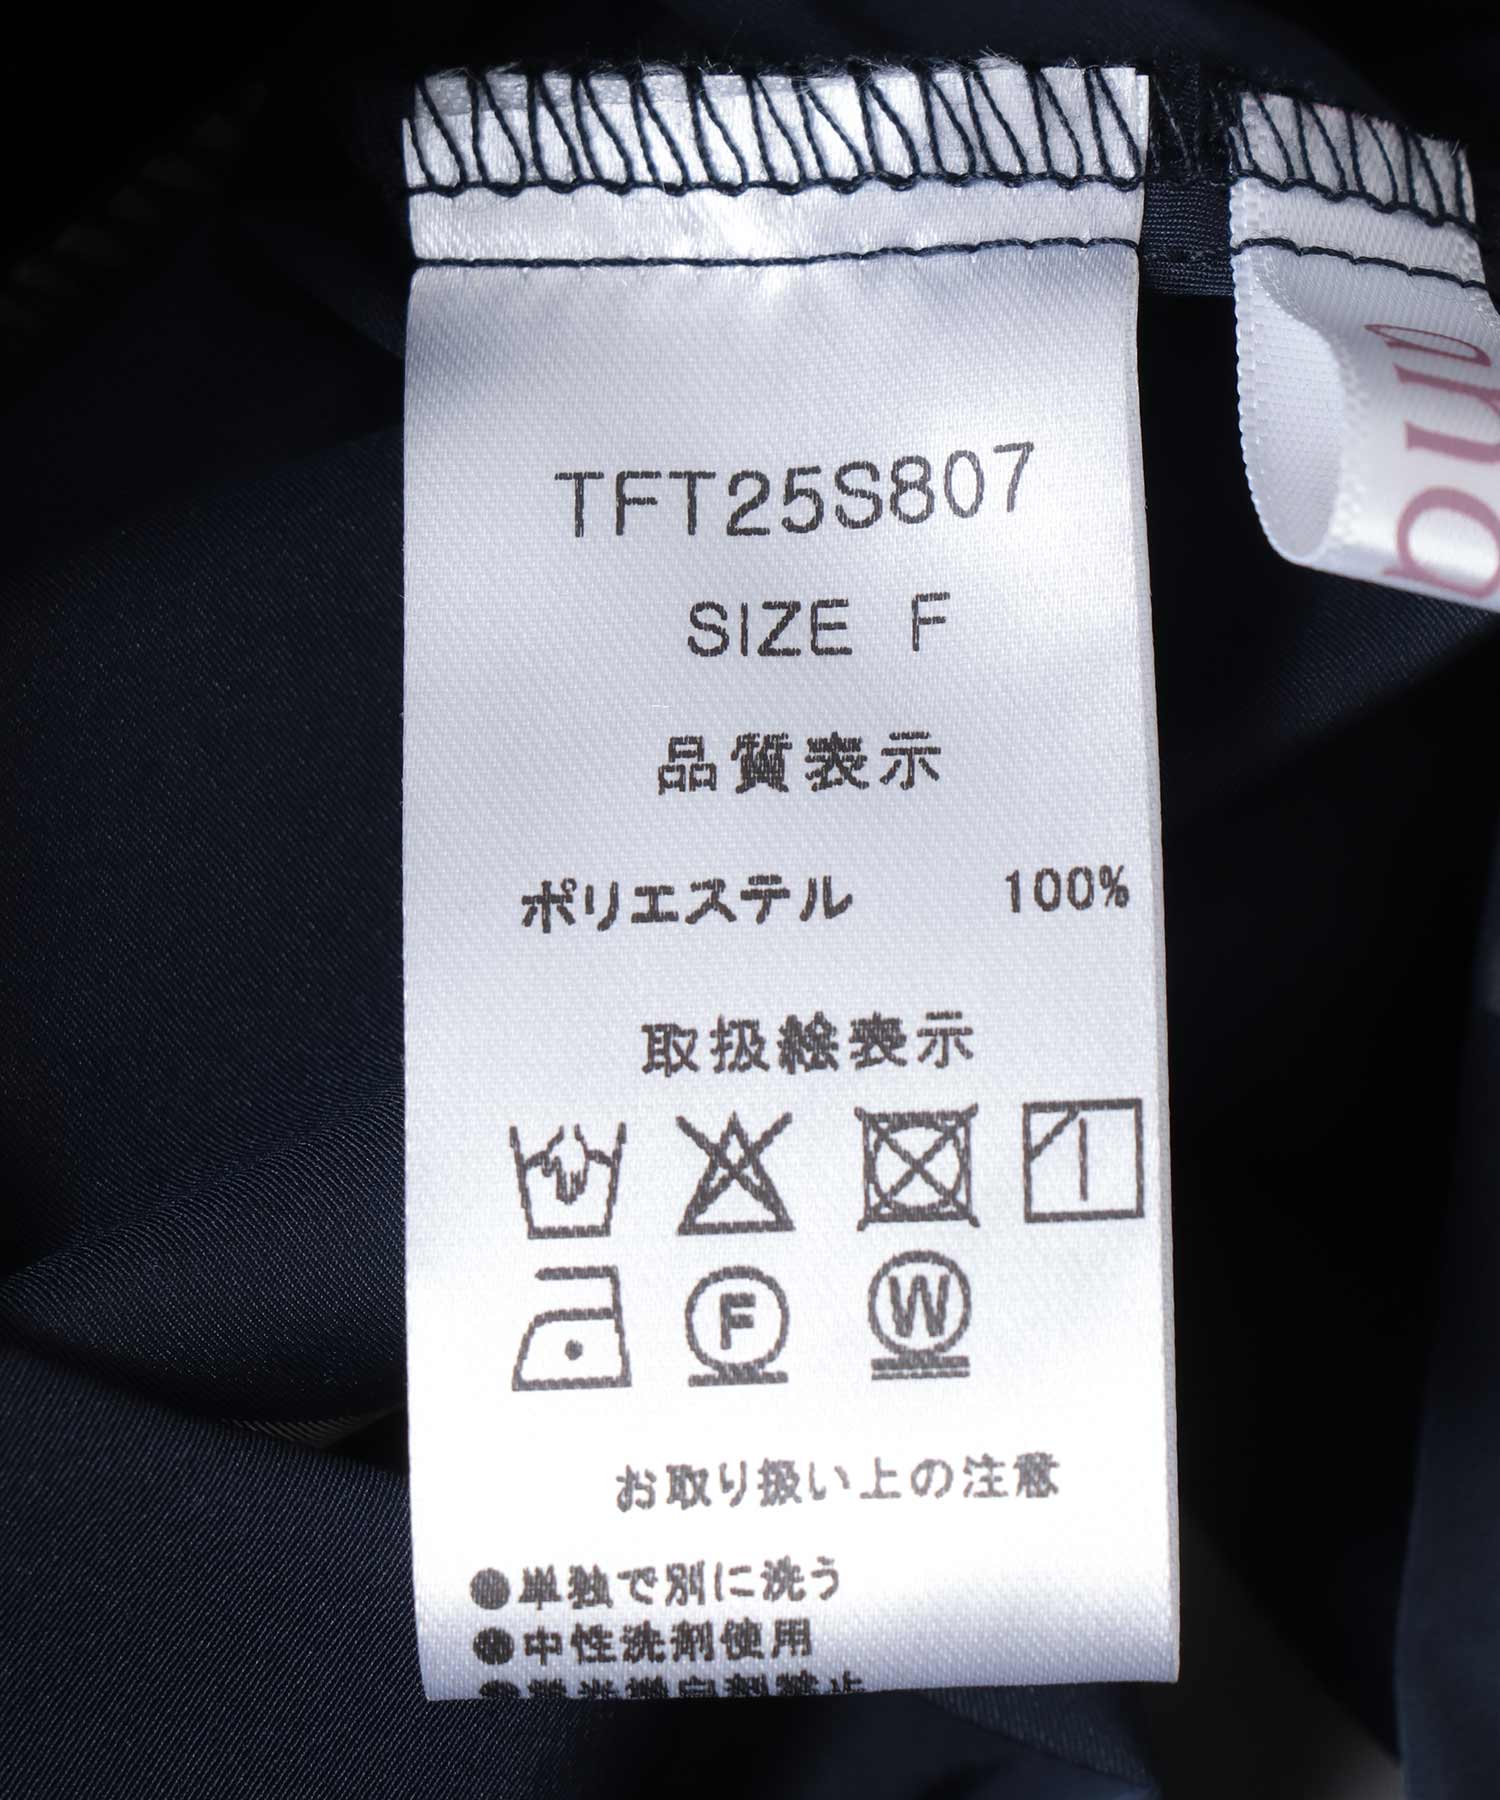 TFT25S807
SIZE F
品質表示
ポリエステル 100%
取扱絵表示
F
W
お取り扱い上の注意
●単独で別に洗う
●中性洗剤使用